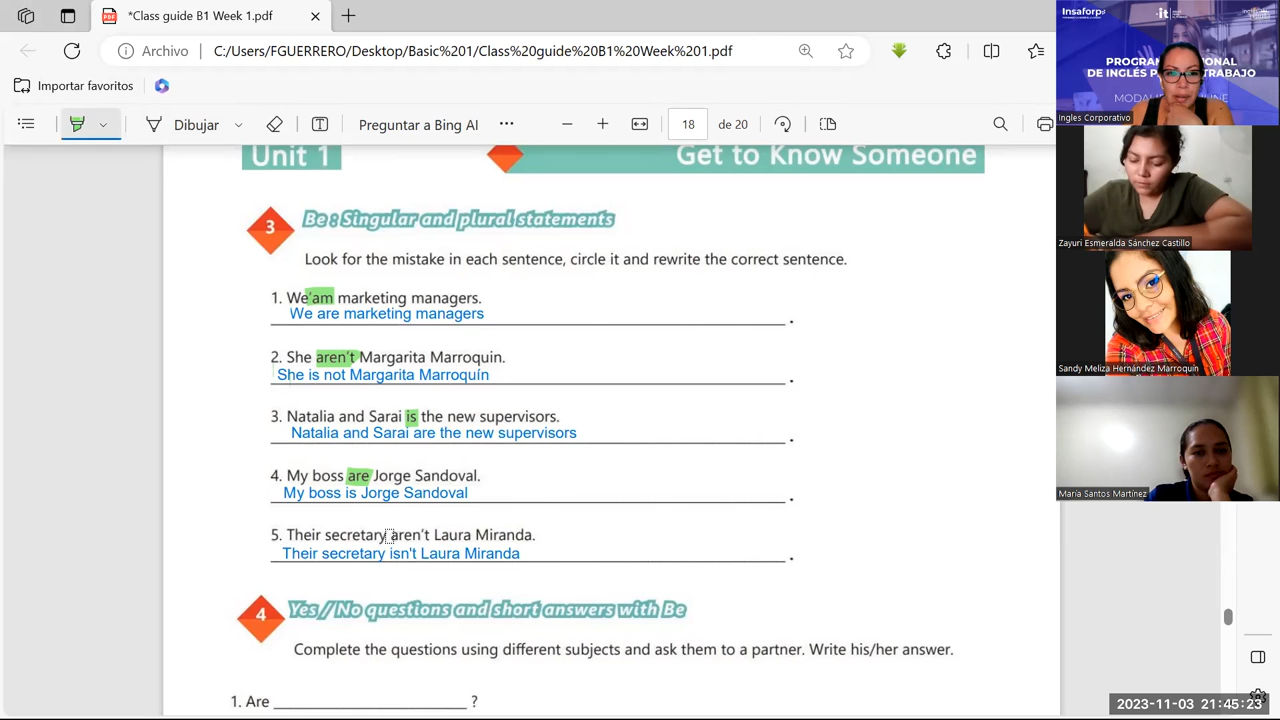 *Class guide B1 Week 1.pdf
Archivo
C:/Users/FGUERRERO/Desktop/Basic%201/Class%20guide%20B1%20Week%201.pdf
Importar favoritos
Dibujar
Preguntar a Bing AI
18
de 20
Unit 1
Get to Know Someone
3
Be : Singular and plural statements
Look for the mistake in each sentence, circle it and rewrite the correct sentence.
1. We'am marketing managers.
We are marketing managers
2. She aren't Margarita Marroquin.
She is not Margarita Marroquín
3. Natalia and Sarai is the new supervisors.
Natalia and Sarai are the new supervisors
4. My boss are Jorge Sandoval.
My boss is Jorge Sandoval
5. Their secretary aren't Laura Miranda.
Their secretary isn't Laura Miranda
4
Yes/No questions and short answers with Be
Complete the questions using different subjects and ask them to a partner. Write his/her answer.
1. Are ?
Insaforp
Ingles Corporativo
Zayuri Esmeralda Sánchez Castillo
Sandy Meliza Hernández Marroquín
María Santos Martínez
2023-11-03 21:45:23